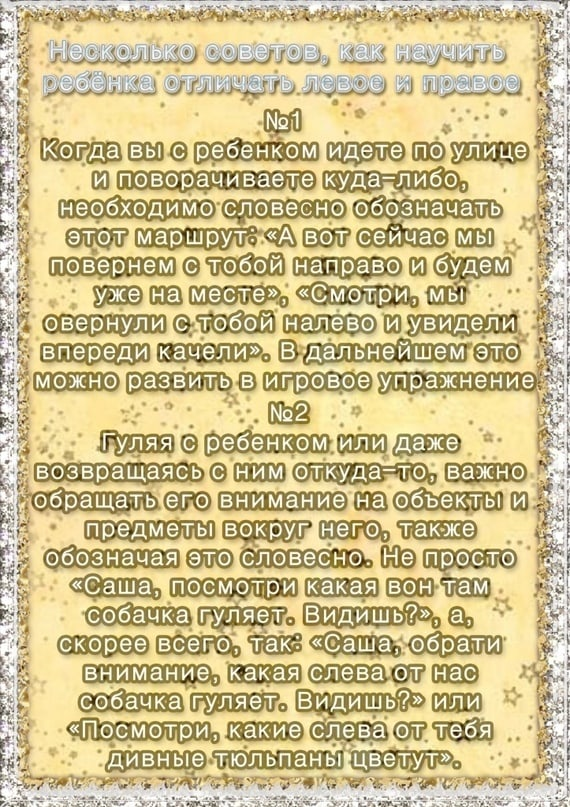 Несколько советов, как научить
ребёнка отличать левое и правое
№1
Когда вы с ребенком идете по улице
и поворачиваете куда-либо,
необходимо словесно обозначать
этот маршрут: «А вот сейчас мы
повернем с тобой направо и будем
уже на месте», «Смотри, мы
овернули с тобой налево и увидели
впереди качели». В дальнейшем это
можно развить в игровое упражнение
№2
Гуляя с ребенком или даже
возвращаясь с ним откуда-то, важно
обращать его внимание на объекты и
предметы вокруг него, также
обозначая это словесно. Не просто
«Саша, посмотри какая вон там
собачка гуляет. Видишь?», а,
скорее всего, так: «Саша, обрати
внимание, какая слева от нас
собачка гуляет. Видишь?» или
«Посмотри, какие слева от тебя
дивные тюльпаны цветут».